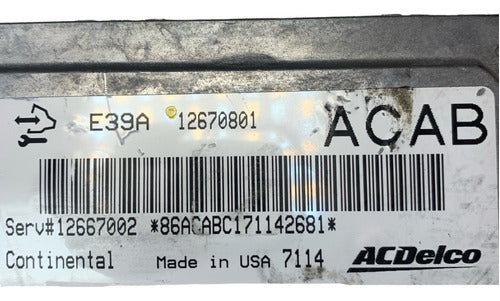 E39A 12670801 ACAB
Serv#12667002 *86ACABC171142681*
Continental Made in USA 7114 ACDelco